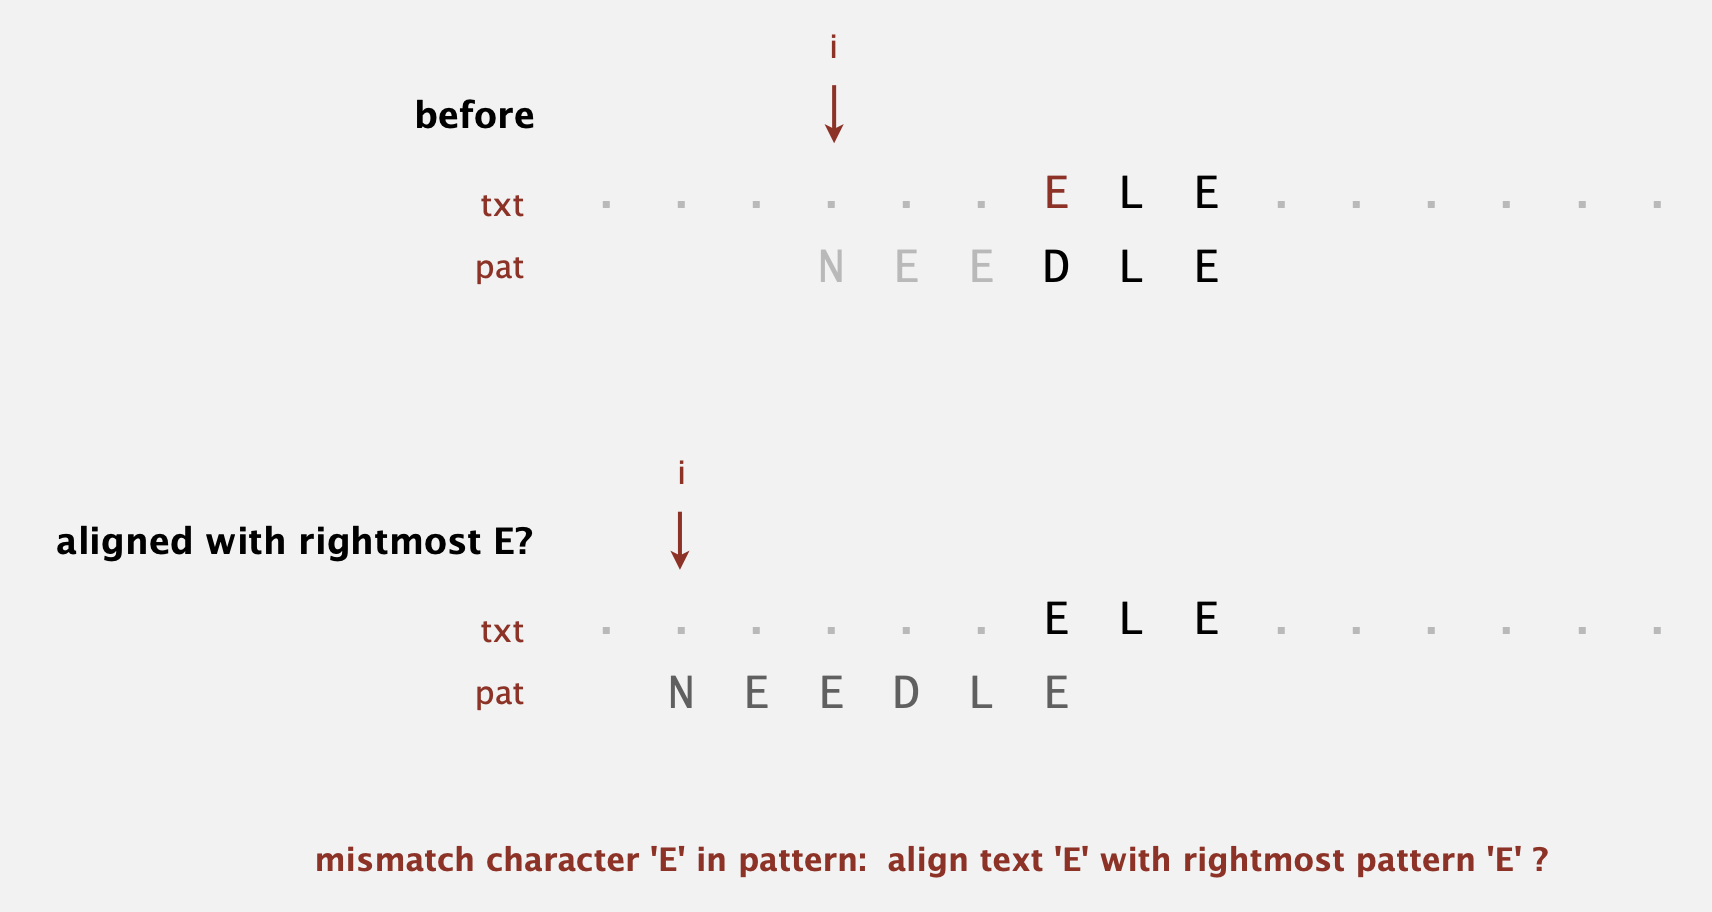 i
before
txt . . . . . . E L E . . . . . .
pat N E E D L E
i
aligned with rightmost E?
txt . . . . . . E L E . . . . . .
pat N E E D L E
mismatch character 'E' in pattern: align text 'E' with rightmost pattern 'E' ?